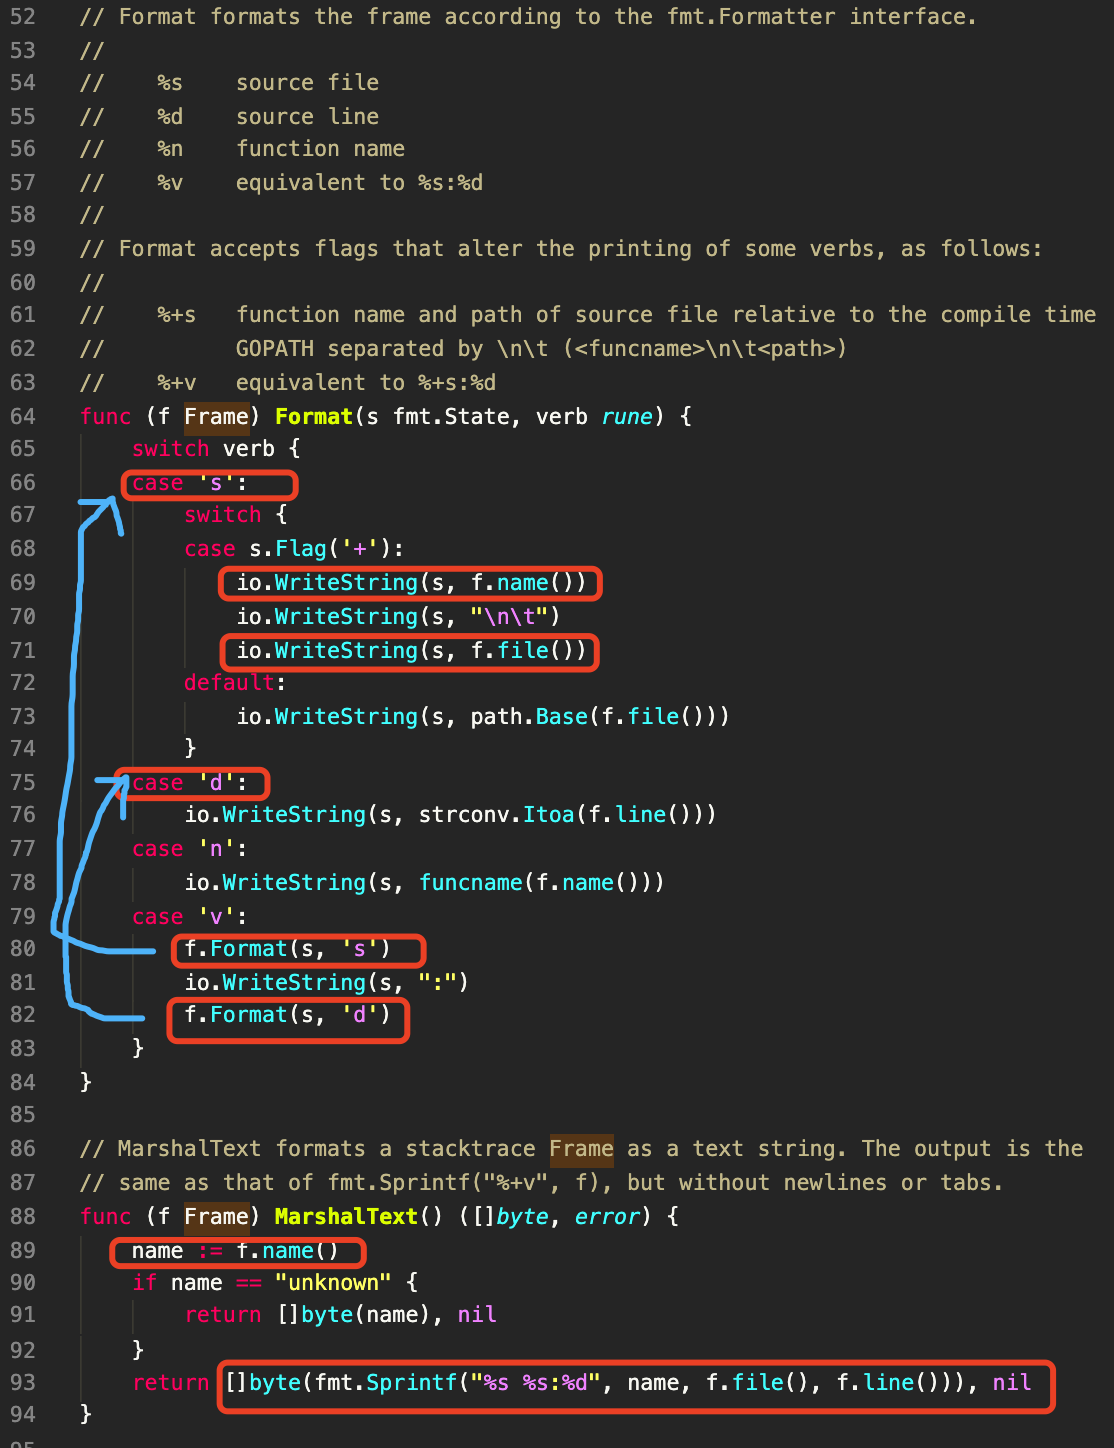 52 // Format formats the frame according to the fmt.Formatter interface.
53 //
54 //    %s    source file
55 //    %d    source line
56 //    %n    function name
57 //    %v    equivalent to %s:%d
58 //
59 // Format accepts flags that alter the printing of some verbs, as follows:
60 //
61 //    %+s   function name and path of source file relative to the compile time
62 //          GOPATH separated by \n\t (<funcname>\n\t<path>)
63 //    %+v   equivalent to %+s:%d
64 func (f Frame) Format(s fmt.State, verb rune) {
65     switch verb {
66     case 's':
67         switch {
68         case s.Flag('+'):
69             io.WriteString(s, f.name())
70             io.WriteString(s, "\n\t")
71             io.WriteString(s, f.file())
72         default:
73             io.WriteString(s, path.Base(f.file()))
74         }
75     case 'd':
76         io.WriteString(s, strconv.Itoa(f.line()))
77     case 'n':
78         io.WriteString(s, funcname(f.name()))
79     case 'v':
80         f.Format(s, 's')
81         io.WriteString(s, ":")
82         f.Format(s, 'd')
83     }
84 }
85
86 // MarshalText formats a stacktrace Frame as a text string. The output is the
87 // same as that of fmt.Sprintf("%+v", f), but without newlines or tabs.
88 func (f Frame) MarshalText() ([]byte, error) {
89     name := f.name()
90     if name == "unknown" {
91         return []byte(name), nil
92     }
93     return []byte(fmt.Sprintf("%s %s:%d", name, f.file(), f.line())), nil
94 }
95